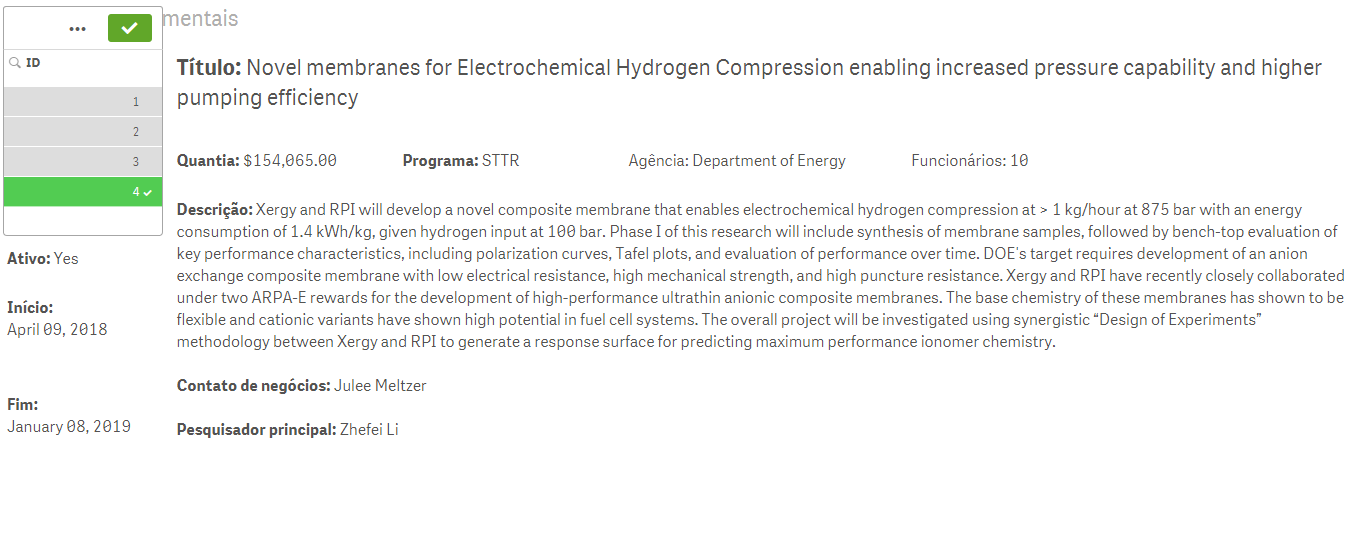 mentais
ID
1
2
3
4
Título: Novel membranes for Electrochemical Hydrogen Compression enabling increased pressure capability and higher
pumping efficiency
Quantia: $154,065.00 Programa: STTR Agência: Department of Energy Funcionários: 10
Descrição: Xergy and RPI will develop a novel composite membrane that enables electrochemical hydrogen compression at > 1 kg/hour at 875 bar with an energy
consumption of 1.4 kWh/kg, given hydrogen input at 100 bar. Phase I of this research will include synthesis of membrane samples, followed by bench-top evaluation of
key performance characteristics, including polarization curves, Tafel plots, and evaluation of performance over time. DOE's target requires development of an anion
exchange composite membrane with low electrical resistance, high mechanical strength, and high puncture resistance. Xergy and RPI have recently closely collaborated
under two ARPA-E rewards for the development of high-performance ultrathin anionic composite membranes. The base chemistry of these membranes has shown to be
flexible and cationic variants have shown high potential in fuel cell systems. The overall project will be investigated using synergistic “Design of Experiments”
methodology between Xergy and RPI to generate a response surface for predicting maximum performance ionomer chemistry.
Contato de negócios: Julee Meltzer
Pesquisador principal: Zhefei Li
Ativo: Yes
Início:
April 09, 2018
Fim:
January 08, 2019